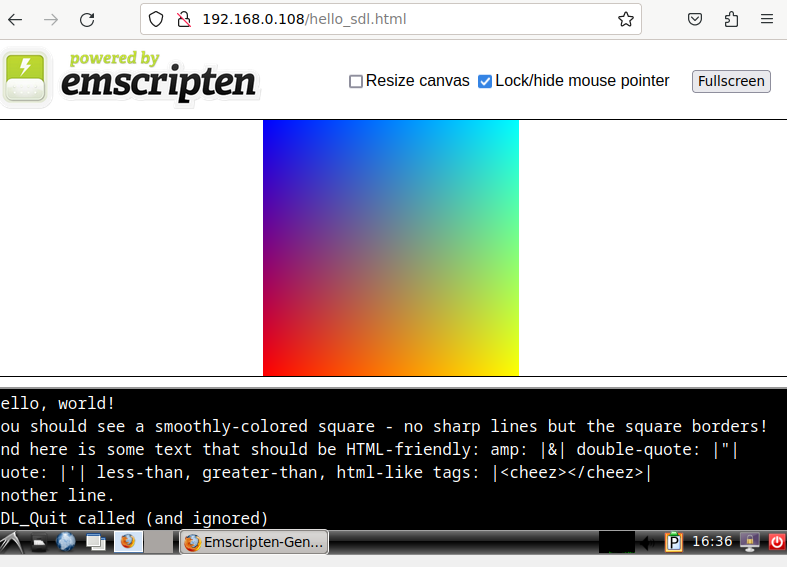 192.168.0.108/hello_sdl.html
powered by
emscripten
Resize canvas Lock/hide mouse pointer Fullscreen
ello, world!
ou should see a smoothly-colored square - no sharp lines but the square borders!
nd here is some text that should be HTML-friendly: amp: |&| double-quote: |"|
uote: |'| less-than, greater-than, html-like tags: |<cheez></cheez>|
nother line.
DL_Quit called (and ignored)
Emscripten-Gen... P 16:36